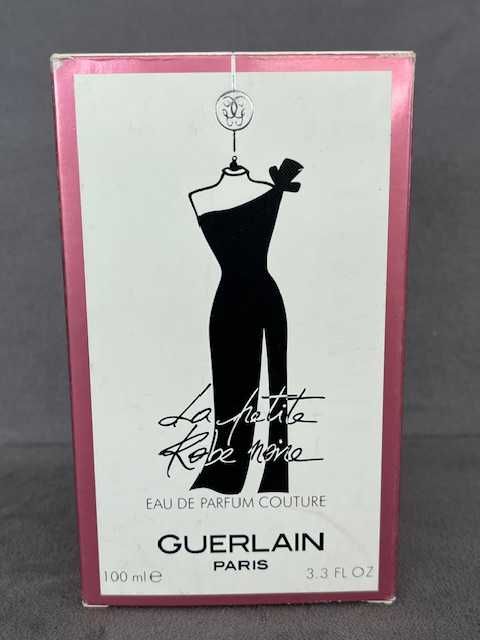 La petite
Robe noire
EAU DE PARFUM COUTURE
GUERLAIN
PARIS
100 ml ℮
3.3 FL OZ